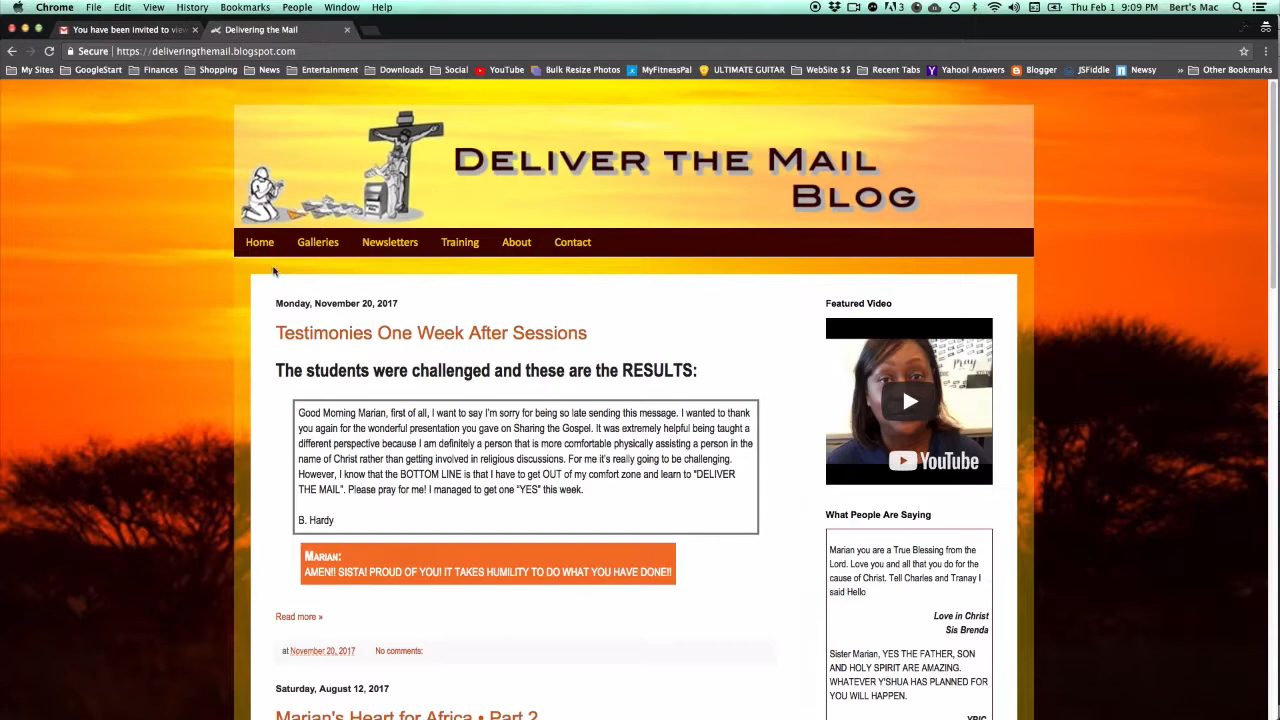 Chrome File Edit View History Bookmarks People Window Help 3 Thu Feb 1 9:09 PM Bert's Mac
You have been invited to view × Delivering the Mail ×
Secure https://deliveringthemail.blogspot.com
My Sites GoogleStart Finances Shopping News Entertainment Downloads Social YouTube Bulk Resize Photos MyFitnessPal ULTIMATE GUITAR WebSite $$ Recent Tabs Yahoo! Answers Blogger JSFiddle Newsy » Other Bookmarks
DELIVER THE MAIL
BLOG
Home Galleries Newsletters Training About Contact
Monday, November 20, 2017
Testimonies One Week After Sessions
The students were challenged and these are the RESULTS:
Good Morning Marian, first of all, I want to say I'm sorry for being so late sending this message. I wanted to thank
you again for the wonderful presentation you gave on Sharing the Gospel. It was extremely helpful being taught a
different perspective because I am definitely a person that is more comfortable physically assisting a person in the
name of Christ rather than getting involved in religious discussions. For me it's really going to be challenging.
However, I know that the BOTTOM LINE is that I have to get OUT of my comfort zone and learn to "DELIVER
THE MAIL". Please pray for me! I managed to get one "YES" this week.
B. Hardy
MARIAN:
AMEN!! SISTA! PROUD OF YOU! IT TAKES HUMILITY TO DO WHAT YOU HAVE DONE!!
Read more »
at November 20, 2017 No comments:
Saturday, August 12, 2017
Marian's Heart for Africa • Part 2
Featured Video
pray
YouTube
What People Are Saying
Marian you are a True Blessing from the
Lord. Love you and all that you do for the
cause of Christ. Tell Charles and Tranay I
said Hello
Love in Christ
Sis Brenda
Sister Marian, YES THE FATHER, SON
AND HOLY SPIRIT ARE AMAZING.
WHATEVER Y'SHUA HAS PLANNED FOR
YOU WILL HAPPEN.